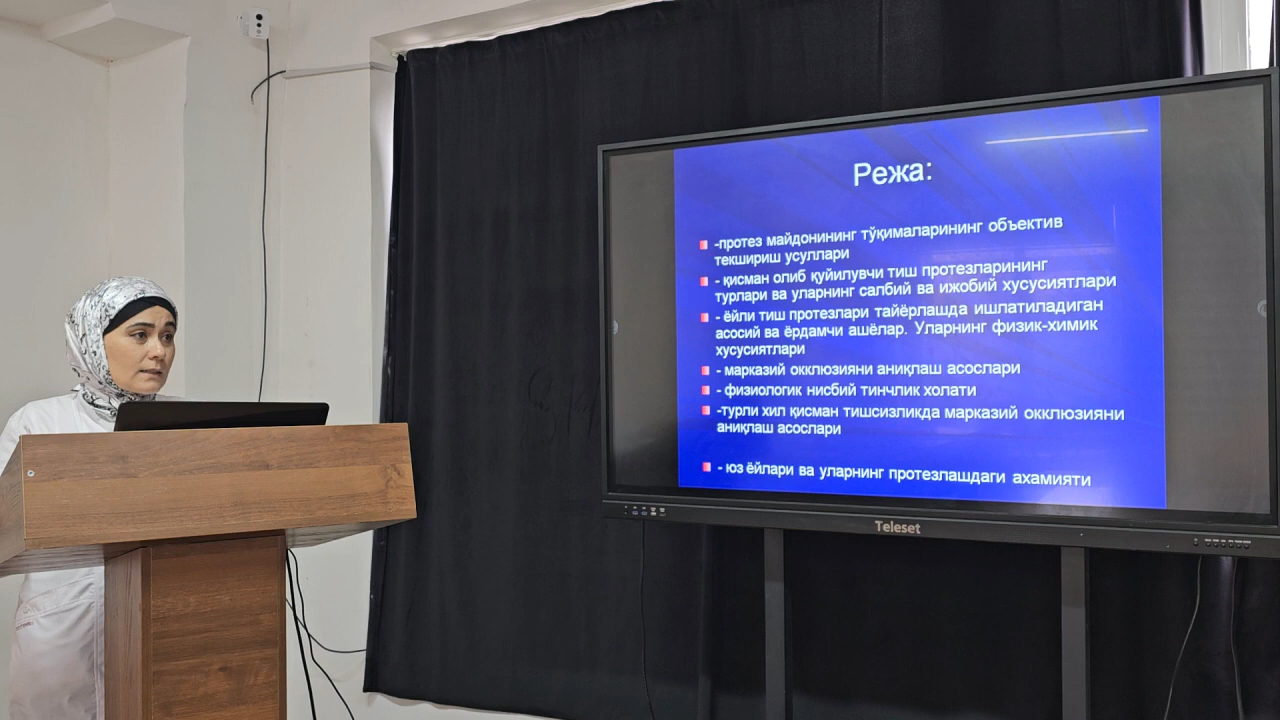 Режа:
-протез майдонининг тўқималарининг объектив
текшириш усуллари
- қисман олиб қуйилувчи тиш протезларининг
турлари ва уларнинг салбий ва ижобий хусусиятлари
- ёйли тиш протезлари тайёрлашда ишлатиладиган
асосий ва ёрдамчи ашёлар. Уларнинг физик-химик
хусусиятлари
- марказий окклюзияни аниқлаш асослари
- физиологик нисбий тинчлик холати
-турли хил қисман тишсизликда марказий окклюзияни
аниқлаш асослари
- юз ёйлари ва уларнинг протезлашдаги ахамияти
Teleset